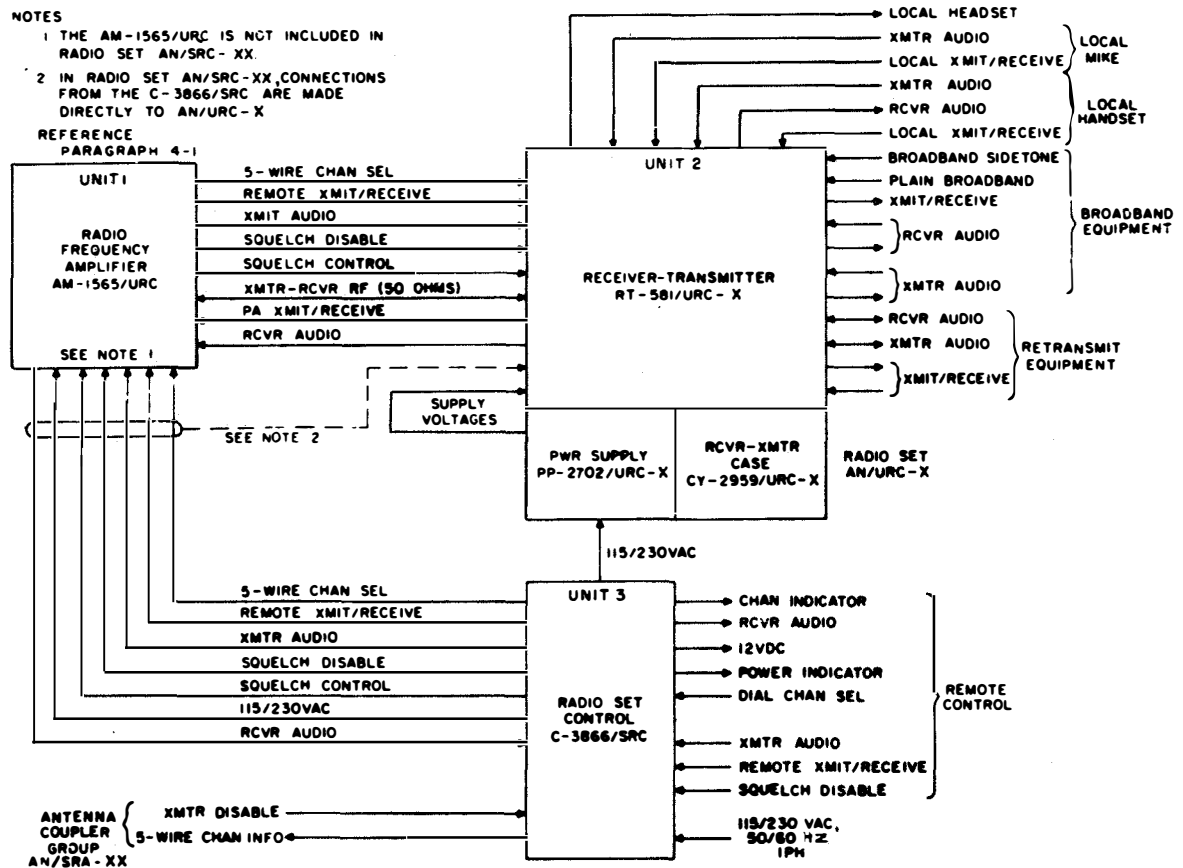 NOTES
1 THE AM-1565/URC IS NOT INCLUDED IN
RADIO SET AN/SRC-XX.
2 IN RADIO SET AN/SRC-XX, CONNECTIONS
FROM THE C-3866/SRC ARE MADE
DIRECTLY TO AN/URC-X
REFERENCE
PARAGRAPH 4-1
UNIT 1
RADIO
FREQUENCY
AMPLIFIER
AM-1565/URC
SEE NOTE 1
5-WIRE CHAN SEL
REMOTE XMIT/RECEIVE
XMIT AUDIO
SQUELCH DISABLE
SQUELCH CONTROL
XMTR-RCVR RF (50 OHMS)
PA XMIT/RECEIVE
RCVR AUDIO
SUPPLY
VOLTAGES
SEE NOTE 2
UNIT 2
RECEIVER-TRANSMITTER
RT-581/URC-X
PWR SUPPLY
PP-2702/URC-X
RCVR-XMTR
CASE
CY-2959/URC-X
RADIO SET
AN/URC-X
LOCAL HEADSET
XMTR AUDIO
LOCAL XMIT/RECEIVE
LOCAL
MIKE
XMTR AUDIO
RCVR AUDIO
LOCAL XMIT/RECEIVE
LOCAL
HANDSET
BROADBAND SIDETONE
PLAIN BROADBAND
XMIT/RECEIVE
RCVR AUDIO
XMTR AUDIO
BROADBAND
EQUIPMENT
RCVR AUDIO
XMTR AUDIO
XMIT/RECEIVE
RETRANSMIT
EQUIPMENT
115/230VAC
5-WIRE CHAN SEL
REMOTE XMIT/RECEIVE
XMTR AUDIO
SQUELCH DISABLE
SQUELCH CONTROL
115/230VAC
RCVR AUDIO
UNIT 3
RADIO SET
CONTROL
C-3866/SRC
CHAN INDICATOR
RCVR AUDIO
12VDC
POWER INDICATOR
DIAL CHAN SEL
XMTR AUDIO
REMOTE XMIT/RECEIVE
SQUELCH DISABLE
REMOTE
CONTROL
115/230 VAC,
50/60 HZ
1PH
ANTENNA
COUPLER
GROUP
AN/SRA-XX
XMTR DISABLE
5-WIRE CHAN INFO